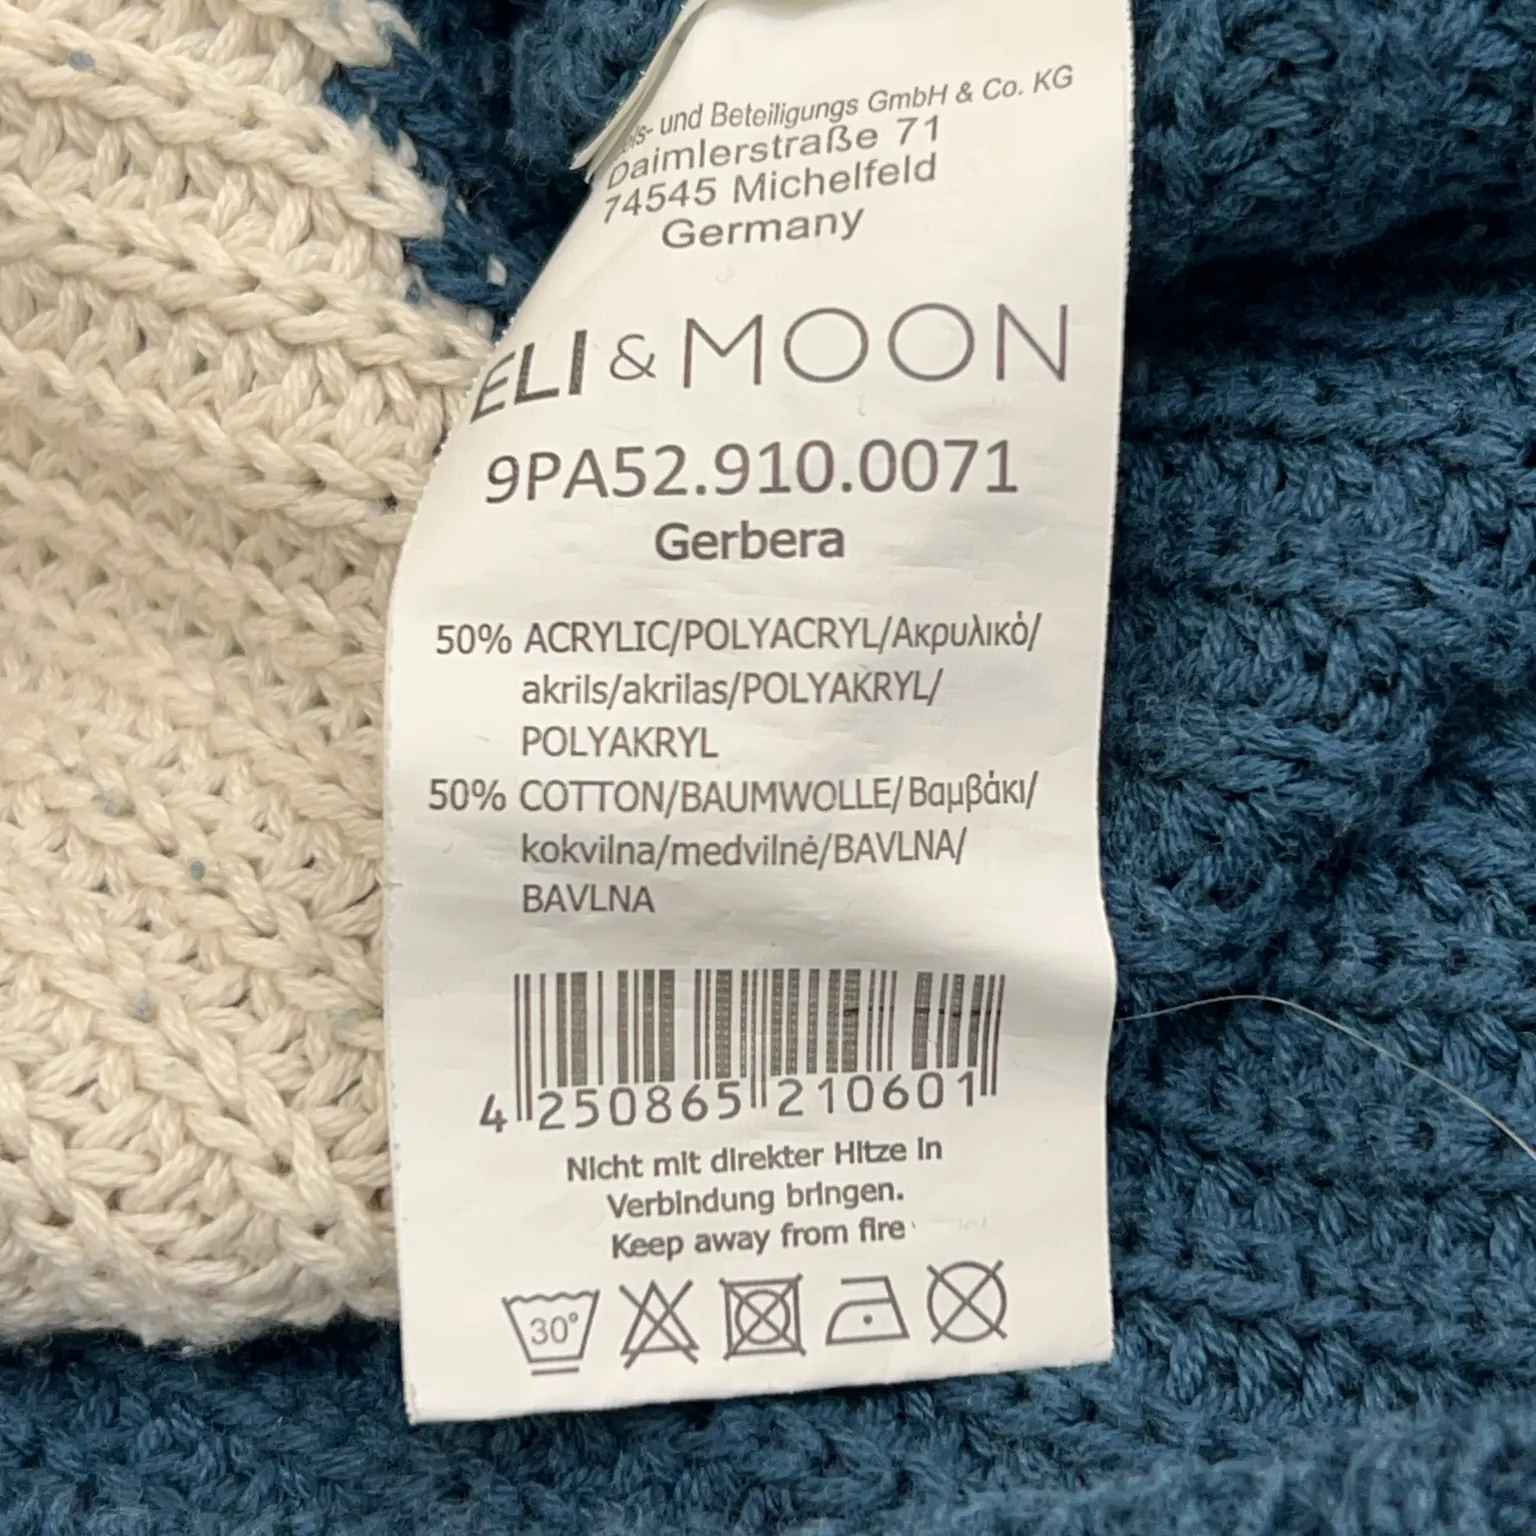 und Beteiligungs GmbH & Co. KG
Daimlerstraße 71
74545 Michelfeld
Germany
ELI & MOON
9PA52.910.0071
Gerbera
50% ACRYLIC/POLYACRYL/Ακρυλικό/
akrils/akrilas/POLYAKRYL/
POLYAKRYL
50% COTTON/BAUMWOLLE/Βαμβάκι/
kokvilna/medvilnė/BAVLNA/
BAVLNA
4 250865 210601
Nicht mit direkter Hitze in
Verbindung bringen.
Keep away from fire
30°